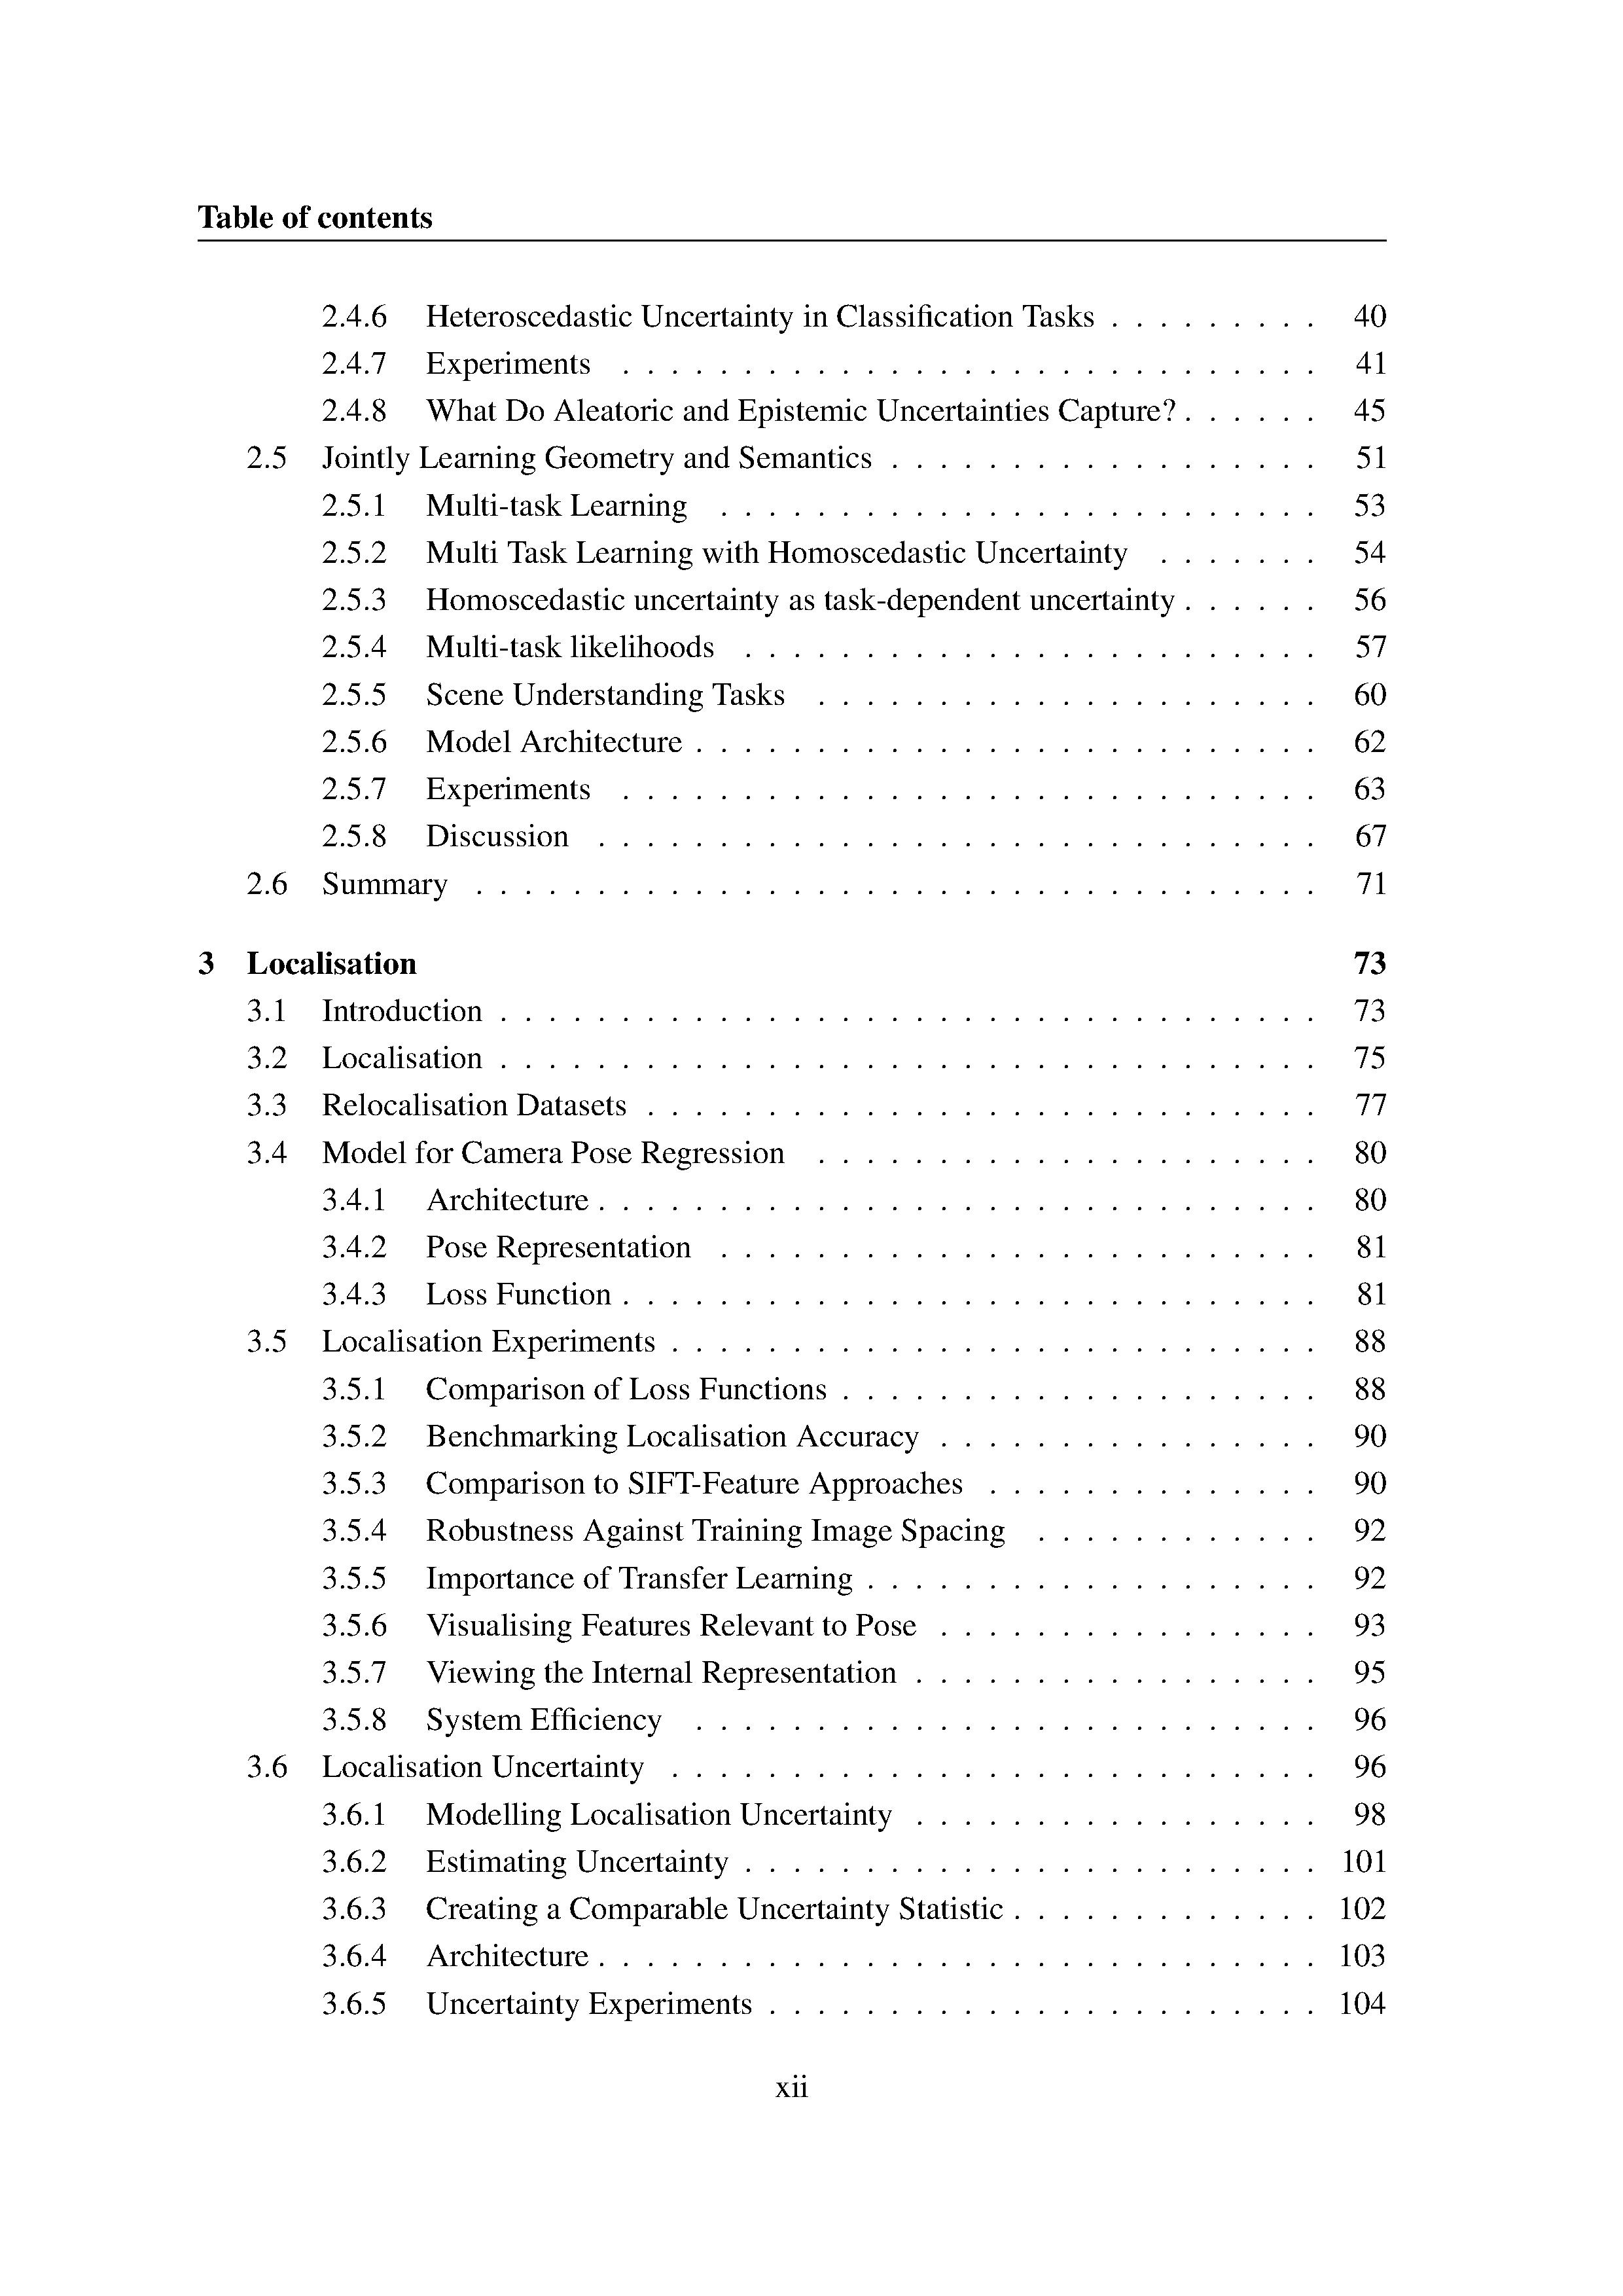 Table of contents
2.4.6 Heteroscedastic Uncertainty in Classification Tasks . . . . . . . . . 40
2.4.7 Experiments . . . . . . . . . . . . . . . . . . . . . . . . . . . . . 41
2.4.8 What Do Aleatoric and Epistemic Uncertainties Capture? . . . . . . 45
2.5 Jointly Learning Geometry and Semantics . . . . . . . . . . . . . . . . . . 51
2.5.1 Multi-task Learning . . . . . . . . . . . . . . . . . . . . . . . . . 53
2.5.2 Multi Task Learning with Homoscedastic Uncertainty . . . . . . . 54
2.5.3 Homoscedastic uncertainty as task-dependent uncertainty . . . . . . 56
2.5.4 Multi-task likelihoods . . . . . . . . . . . . . . . . . . . . . . . . 57
2.5.5 Scene Understanding Tasks . . . . . . . . . . . . . . . . . . . . . 60
2.5.6 Model Architecture . . . . . . . . . . . . . . . . . . . . . . . . . . 62
2.5.7 Experiments . . . . . . . . . . . . . . . . . . . . . . . . . . . . . 63
2.5.8 Discussion . . . . . . . . . . . . . . . . . . . . . . . . . . . . . . 67
2.6 Summary . . . . . . . . . . . . . . . . . . . . . . . . . . . . . . . . . . . 71
3 Localisation 73
3.1 Introduction . . . . . . . . . . . . . . . . . . . . . . . . . . . . . . . . . . 73
3.2 Localisation . . . . . . . . . . . . . . . . . . . . . . . . . . . . . . . . . . 75
3.3 Relocalisation Datasets . . . . . . . . . . . . . . . . . . . . . . . . . . . . 77
3.4 Model for Camera Pose Regression . . . . . . . . . . . . . . . . . . . . . 80
3.4.1 Architecture . . . . . . . . . . . . . . . . . . . . . . . . . . . . . . 80
3.4.2 Pose Representation . . . . . . . . . . . . . . . . . . . . . . . . . 81
3.4.3 Loss Function . . . . . . . . . . . . . . . . . . . . . . . . . . . . . 81
3.5 Localisation Experiments . . . . . . . . . . . . . . . . . . . . . . . . . . . 88
3.5.1 Comparison of Loss Functions . . . . . . . . . . . . . . . . . . . . 88
3.5.2 Benchmarking Localisation Accuracy . . . . . . . . . . . . . . . . 90
3.5.3 Comparison to SIFT-Feature Approaches . . . . . . . . . . . . . . 90
3.5.4 Robustness Against Training Image Spacing . . . . . . . . . . . . 92
3.5.5 Importance of Transfer Learning . . . . . . . . . . . . . . . . . . . 92
3.5.6 Visualising Features Relevant to Pose . . . . . . . . . . . . . . . . 93
3.5.7 Viewing the Internal Representation . . . . . . . . . . . . . . . . . 95
3.5.8 System Efficiency . . . . . . . . . . . . . . . . . . . . . . . . . . 96
3.6 Localisation Uncertainty . . . . . . . . . . . . . . . . . . . . . . . . . . . 96
3.6.1 Modelling Localisation Uncertainty . . . . . . . . . . . . . . . . . 98
3.6.2 Estimating Uncertainty . . . . . . . . . . . . . . . . . . . . . . . . 101
3.6.3 Creating a Comparable Uncertainty Statistic . . . . . . . . . . . . . 102
3.6.4 Architecture . . . . . . . . . . . . . . . . . . . . . . . . . . . . . . 103
3.6.5 Uncertainty Experiments . . . . . . . . . . . . . . . . . . . . . . . 104
xii